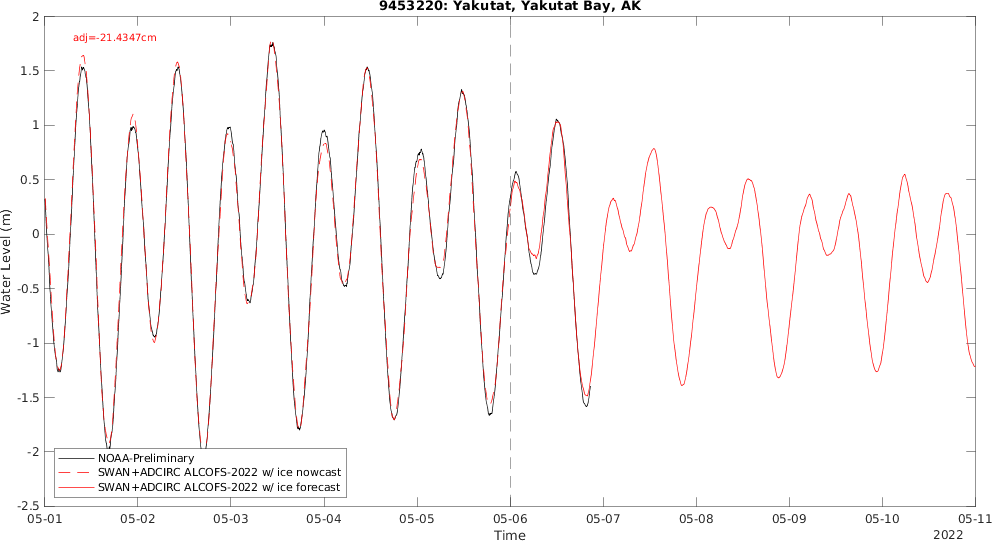 9453220: Yakutat, Yakutat Bay, AK
adj=-21.4347cm
2
1.5
1
0.5
0
-0.5
-1
-1.5
-2
-2.5
Water Level (m)
NOAA-Preliminary
SWAN+ADCIRC ALCOFS-2022 w/ ice nowcast
SWAN+ADCIRC ALCOFS-2022 w/ ice forecast
05-01 05-02 05-03 05-04 05-05 05-06 05-07 05-08 05-09 05-10 05-11
Time
2022